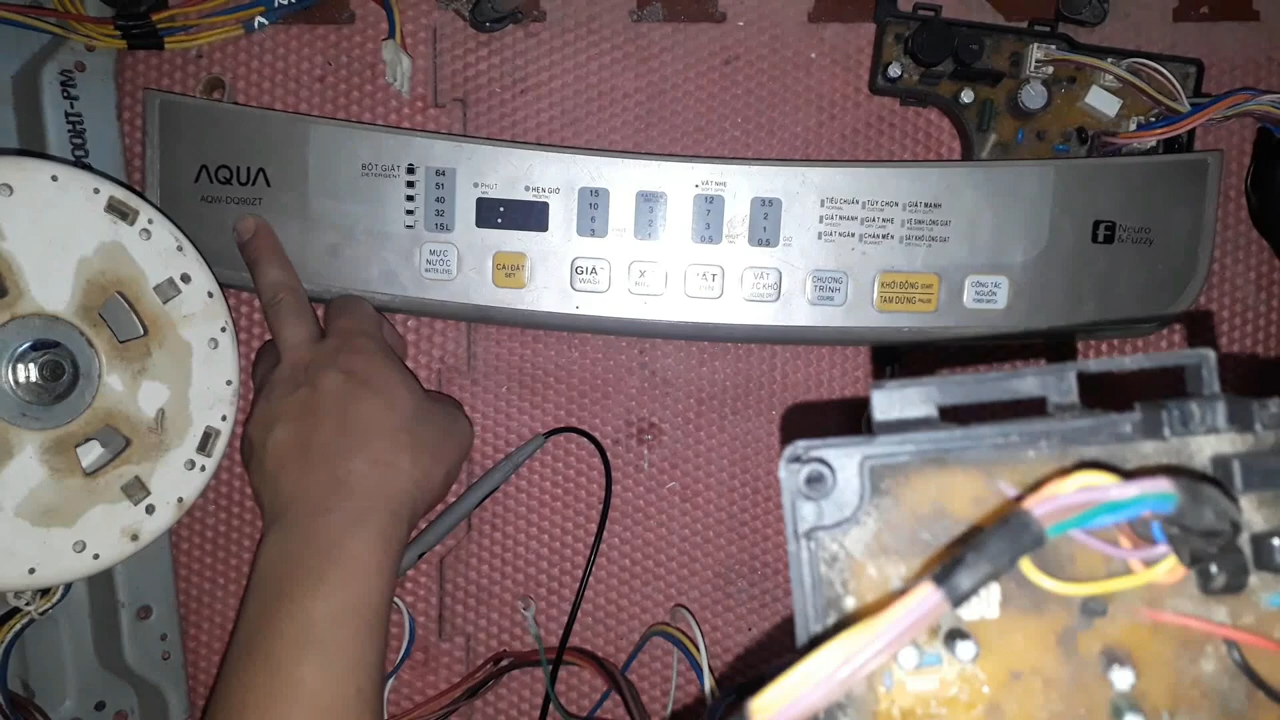 00HT-PM
AQUA
AQW-DQ90ZT
BỘT GIẶT
DETERGENT
64
51
40
32
15L
MỰC
NƯỚC
WATER LEVEL
PHÚT
HẸN GIỜ
CÀI ĐẶT
SET
15
10
6
3
3
2
1
VẮT NHẸ
SOFT SPIN
12
7
3
0.5
3.5
2
1
0.5
GIỜ
TIÊU CHUẨN
NORMAL
TÙY CHỌN
CUSTOM
GIẶT MẠNH
HEAVY DUTY
GIẶT NHANH
SPEEDY
GIẶT NHẸ
DRY CARE
VỆ SINH LỒNG GIẶT
GIẶT NGÂM
SOAK
CHĂN MỀN
BLANKET
SẤY KHÔ LỒNG GIẶT
VẮT
CHƯƠNG
TRÌNH
COURSE
KHỞI ĐỘNG START
TẠM DỪNG PAUSE
CÔNG TẮC
NGUỒN
POWER SWITCH
Neuro
&Fuzzy